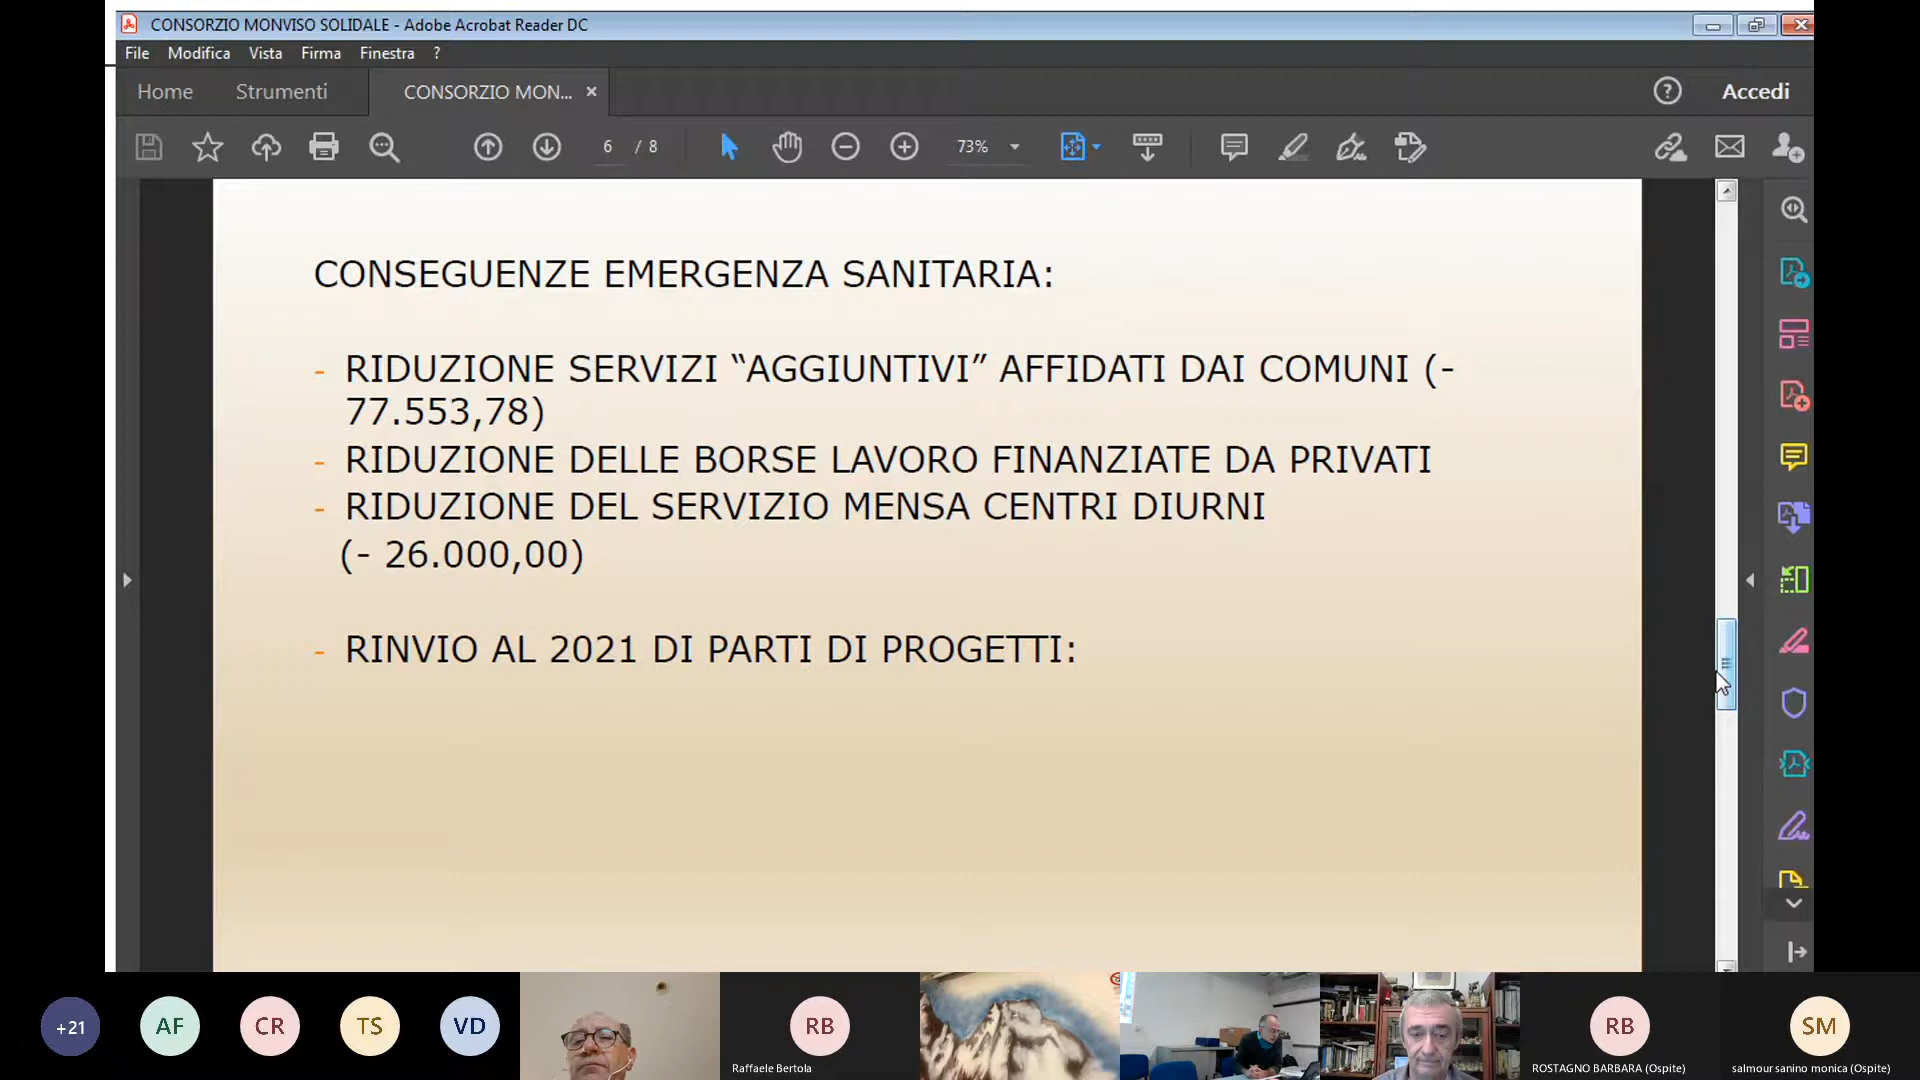 CONSORZIO MONVISO SOLIDALE - Adobe Acrobat Reader DC
File Modifica Vista Firma Finestra ?
Home Strumenti CONSORZIO MON... × ? Accedi
6 / 8 73%
CONSEGUENZE EMERGENZA SANITARIA:
- RIDUZIONE SERVIZI “AGGIUNTIVI” AFFIDATI DAI COMUNI (-
77.553,78)
- RIDUZIONE DELLE BORSE LAVORO FINANZIATE DA PRIVATI
- RIDUZIONE DEL SERVIZIO MENSA CENTRI DIURNI
(- 26.000,00)
- RINVIO AL 2021 DI PARTI DI PROGETTI:
+21 AF CR TS VD RB RB SM
Raffaele Bertola ROSTAGNO BARBARA (Ospite) salmour sanino monica (Ospite)